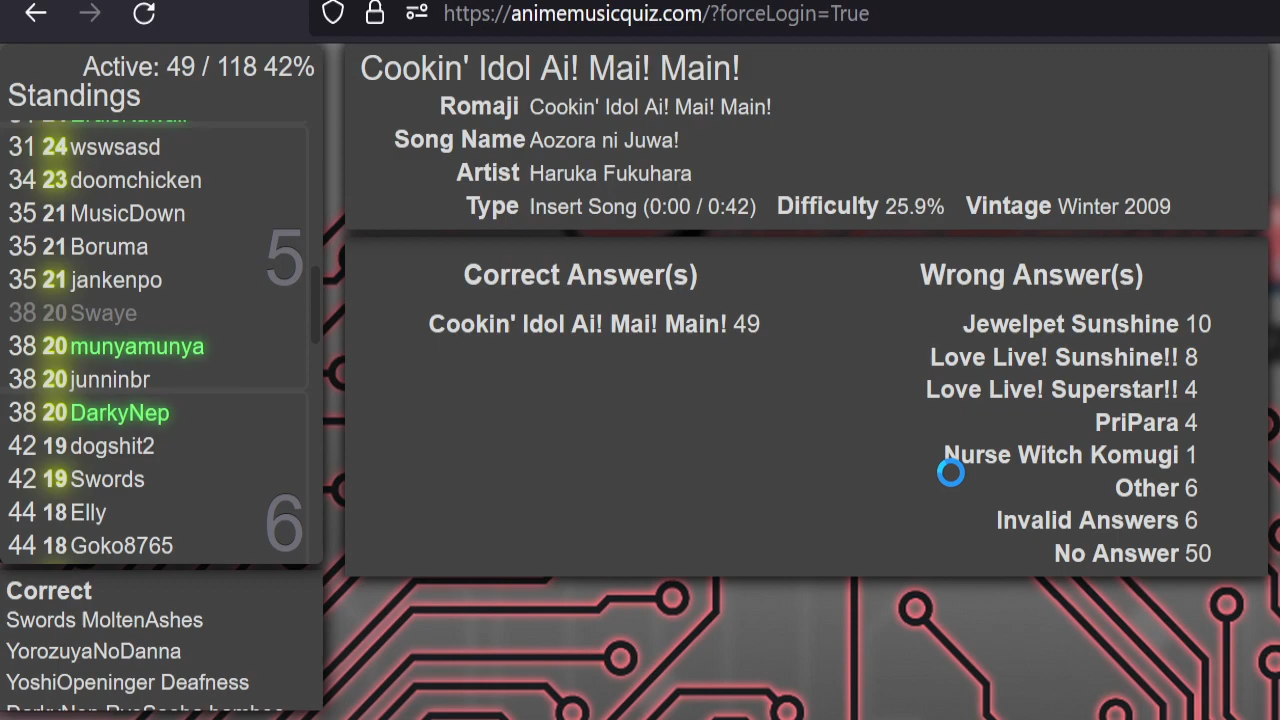 https://animemusicquiz.com/?forceLogin=True
Active: 49 / 118 42%
Standings
31 24 wswsasd
34 23 doomchicken
35 21 MusicDown
35 21 Boruma
5
35 21 jankenpo
38 20 Swaye
38 20 munyamunya
38 20 junninbr
38 20 DarkyNep
42 19 dogshit2
42 19 Swords
44 18 Elly
6
44 18 Goko8765
Correct
Swords MoltenAshes
YorozuyaNoDanna
YoshiOpeninger Deafness
Cookin' Idol Ai! Mai! Main!
Romaji Cookin' Idol Ai! Mai! Main!
Song Name Aozora ni Juwa!
Artist Haruka Fukuhara
Type Insert Song (0:00 / 0:42) Difficulty 25.9% Vintage Winter 2009
Correct Answer(s)
Cookin' Idol Ai! Mai! Main! 49
Wrong Answer(s)
Jewelpet Sunshine 10
Love Live! Sunshine!! 8
Love Live! Superstar!! 4
PriPara 4
Nurse Witch Komugi 1
Other 6
Invalid Answers 6
No Answer 50